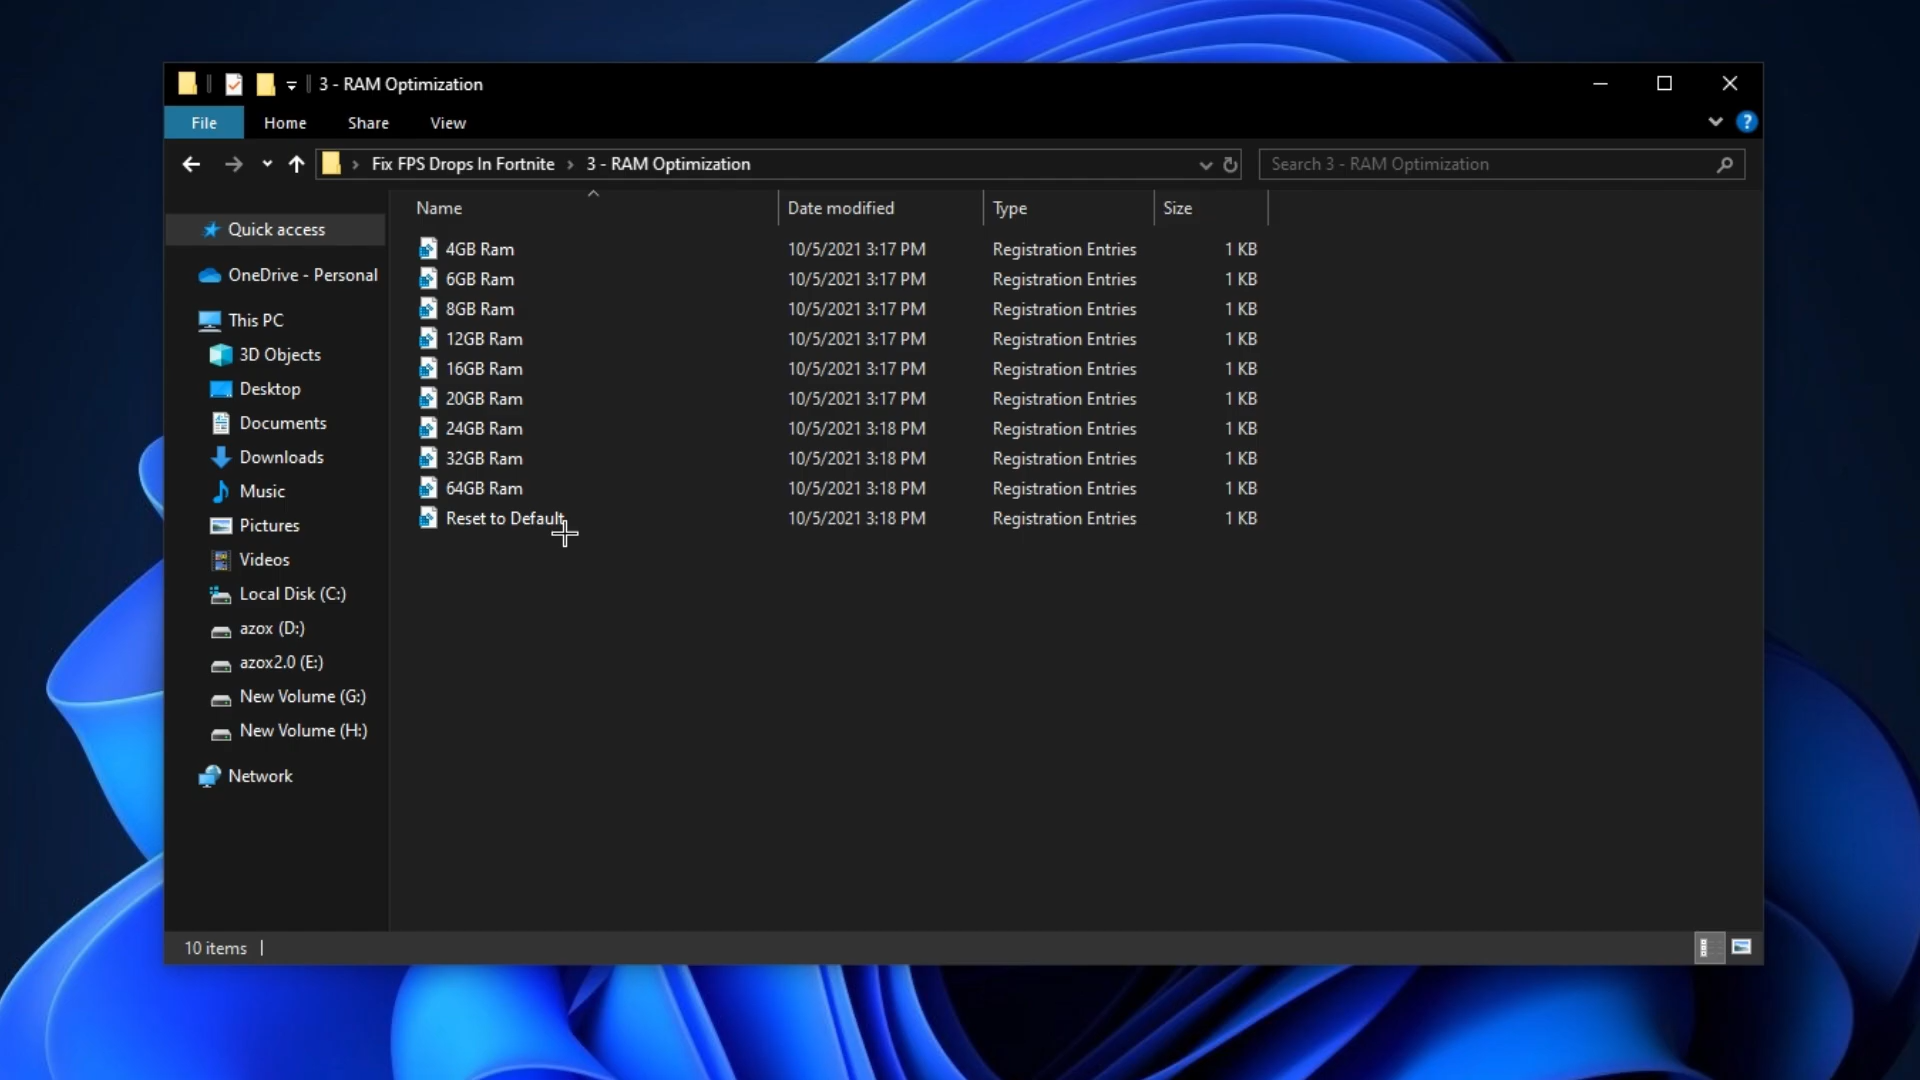 3 - RAM Optimization
File Home Share View
Fix FPS Drops In Fortnite > 3 - RAM Optimization
Search 3 - RAM Optimization
Name Date modified Type Size
Quick access
OneDrive - Personal
This PC
3D Objects
Desktop
Documents
Downloads
Music
Pictures
Videos
Local Disk (C:)
azox (D:)
azox2.0 (E:)
New Volume (G:)
New Volume (H:)
Network
4GB Ram 10/5/2021 3:17 PM Registration Entries 1 KB
6GB Ram 10/5/2021 3:17 PM Registration Entries 1 KB
8GB Ram 10/5/2021 3:17 PM Registration Entries 1 KB
12GB Ram 10/5/2021 3:17 PM Registration Entries 1 KB
16GB Ram 10/5/2021 3:17 PM Registration Entries 1 KB
20GB Ram 10/5/2021 3:17 PM Registration Entries 1 KB
24GB Ram 10/5/2021 3:18 PM Registration Entries 1 KB
32GB Ram 10/5/2021 3:18 PM Registration Entries 1 KB
64GB Ram 10/5/2021 3:18 PM Registration Entries 1 KB
Reset to Default 10/5/2021 3:18 PM Registration Entries 1 KB
10 items